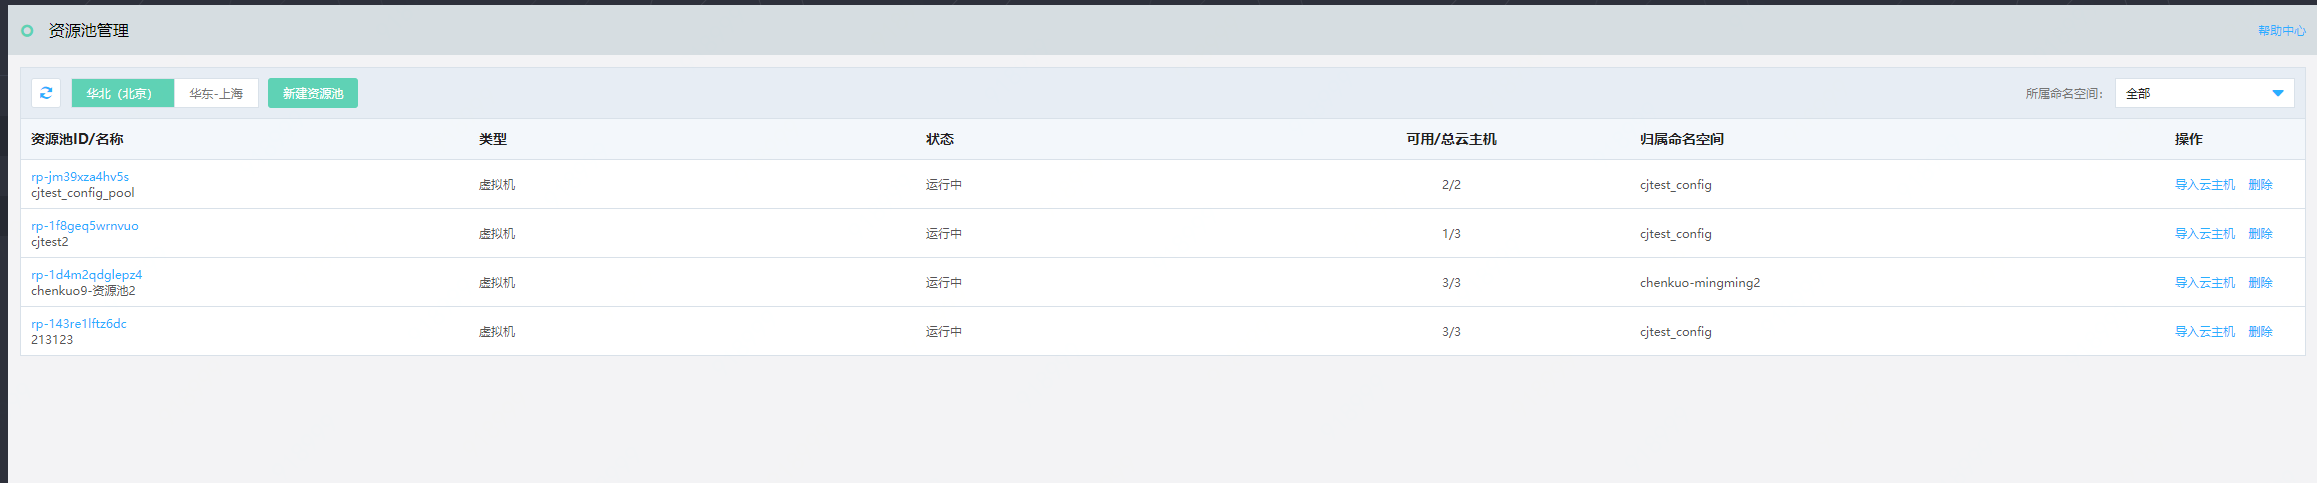 资源池管理
帮助中心
华北（北京） 华东-上海 新建资源池 所属命名空间： 全部
资源池ID/名称 类型 状态 可用/总云主机 归属命名空间 操作
rp-jm39xza4hv5s
cjtest_config_pool 虚拟机 运行中 2/2 cjtest_config 导入云主机 删除
rp-1f8geq5wrnvuo
cjtest2 虚拟机 运行中 1/3 cjtest_config 导入云主机 删除
rp-1d4m2qdglepz4
chenkuo9-资源池2 虚拟机 运行中 3/3 chenkuo-mingming2 导入云主机 删除
rp-143re1lftz6dc
213123 虚拟机 运行中 3/3 cjtest_config 导入云主机 删除